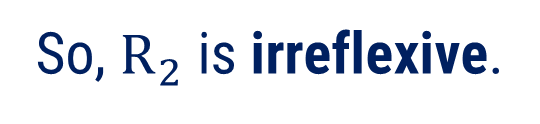 So, R₂ is irreflexive.